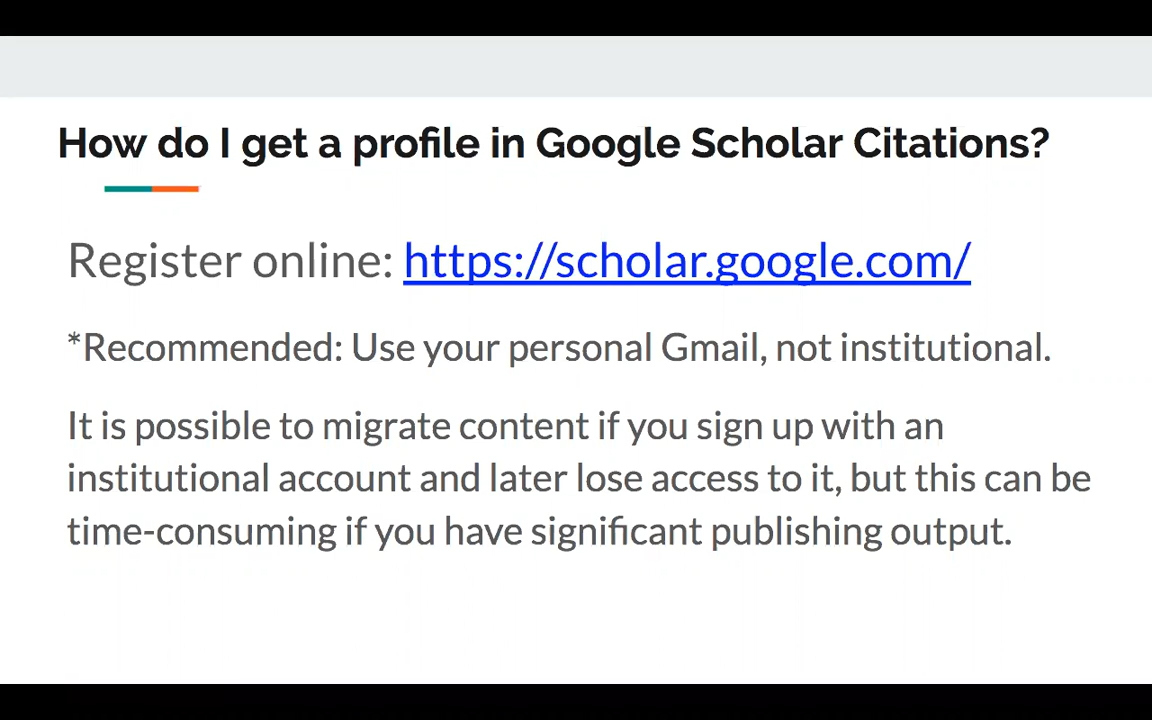 How do I get a profile in Google Scholar Citations?
Register online: https://scholar.google.com/
*Recommended: Use your personal Gmail, not institutional.
It is possible to migrate content if you sign up with an
institutional account and later lose access to it, but this can be
time-consuming if you have significant publishing output.